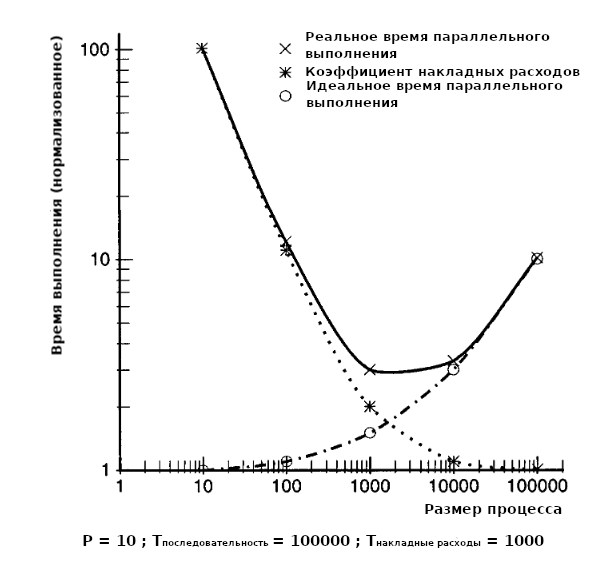 Время выполнения (нормализованное)
100
10
1
Реальное время параллельного
выполнения
Коэффициент накладных расходов
Идеальное время параллельного
выполнения
1 10 100 1000 10000 100000
Размер процесса
P = 10 ; Tпоследовательность = 100000 ; Tнакладные расходы = 1000